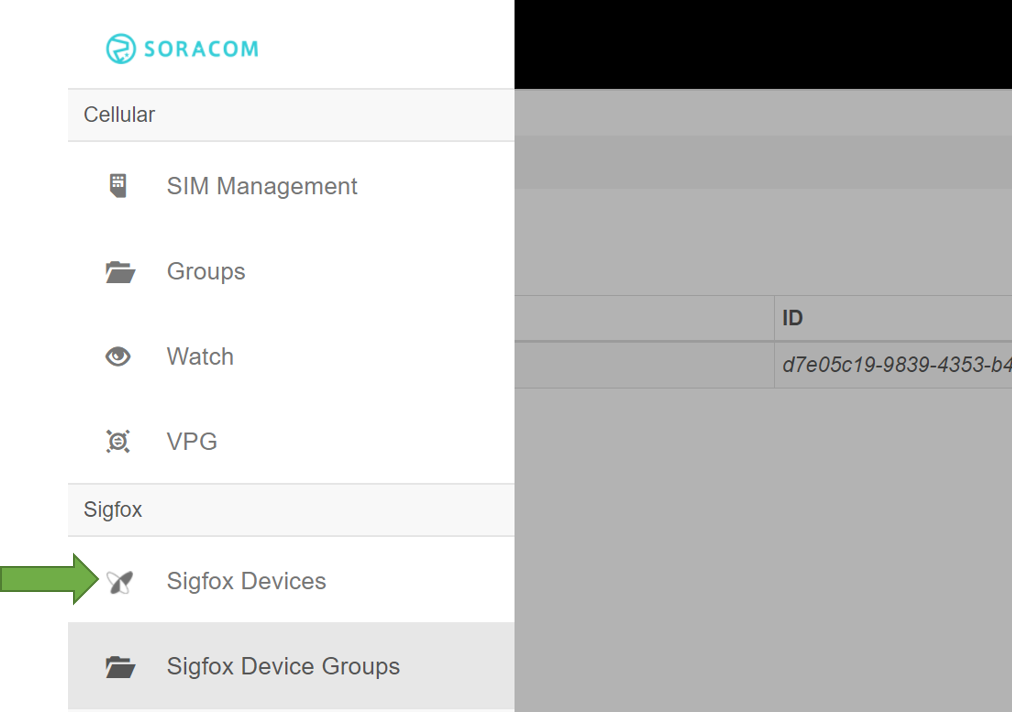 SORACOM
Cellular
SIM Management
Groups
Watch
VPG
Sigfox
Sigfox Devices
Sigfox Device Groups
ID
d7e05c19-9839-4353-b4